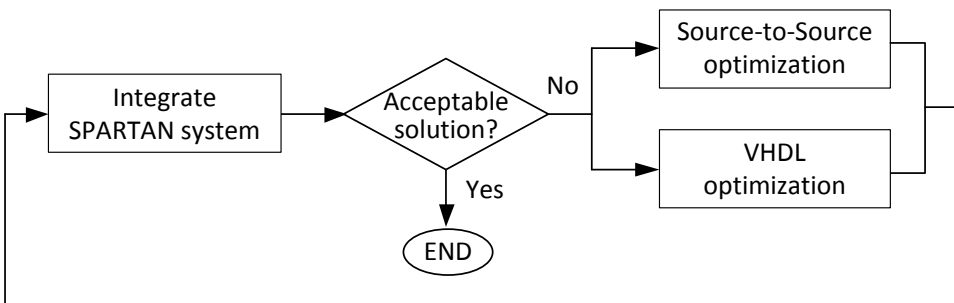 Integrate
SPARTAN system
Acceptable
solution?
No
Yes
END
Source-to-Source
optimization
VHDL
optimization